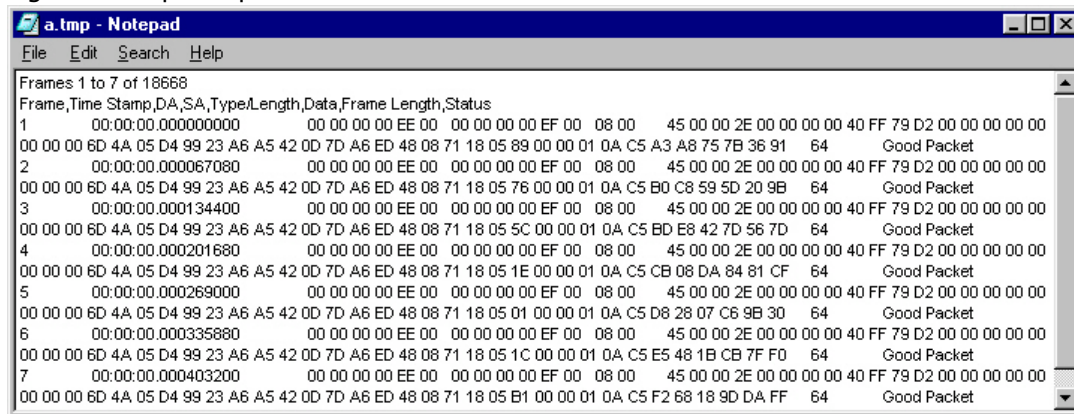 a.tmp - Notepad
File Edit Search Help
Frames 1 to 7 of 18668
Frame,Time Stamp,DA,SA,Type/Length,Data,Frame Length,Status
1 00:00:00.000000000 00 00 00 00 EE 00 00 00 00 00 EF 00 08 00 45 00 00 2E 00 00 00 00 40 FF 79 D2 00 00 00 00 00
00 00 00 6D 4A 05 D4 99 23 A6 A5 42 0D 7D A6 ED 48 08 71 18 05 89 00 00 01 0A C5 A3 A8 75 7B 36 91 64 Good Packet
2 00:00:00.000067080 00 00 00 00 EE 00 00 00 00 00 EF 00 08 00 45 00 00 2E 00 00 00 00 40 FF 79 D2 00 00 00 00 00
00 00 00 6D 4A 05 D4 99 23 A6 A5 42 0D 7D A6 ED 48 08 71 18 05 76 00 00 01 0A C5 B0 C8 59 5D 20 9B 64 Good Packet
3 00:00:00.000134400 00 00 00 00 EE 00 00 00 00 00 EF 00 08 00 45 00 00 2E 00 00 00 00 40 FF 79 D2 00 00 00 00 00
00 00 00 6D 4A 05 D4 99 23 A6 A5 42 0D 7D A6 ED 48 08 71 18 05 5C 00 00 01 0A C5 BD E8 42 7D 56 7D 64 Good Packet
4 00:00:00.000201680 00 00 00 00 EE 00 00 00 00 00 EF 00 08 00 45 00 00 2E 00 00 00 00 40 FF 79 D2 00 00 00 00 00
00 00 00 6D 4A 05 D4 99 23 A6 A5 42 0D 7D A6 ED 48 08 71 18 05 1E 00 00 01 0A C5 CB 08 DA 84 81 CF 64 Good Packet
5 00:00:00.000269000 00 00 00 00 EE 00 00 00 00 00 EF 00 08 00 45 00 00 2E 00 00 00 00 40 FF 79 D2 00 00 00 00 00
00 00 00 6D 4A 05 D4 99 23 A6 A5 42 0D 7D A6 ED 48 08 71 18 05 01 00 00 01 0A C5 D8 28 07 C6 9B 30 64 Good Packet
6 00:00:00.000335880 00 00 00 00 EE 00 00 00 00 00 EF 00 08 00 45 00 00 2E 00 00 00 00 40 FF 79 D2 00 00 00 00 00
00 00 00 6D 4A 05 D4 99 23 A6 A5 42 0D 7D A6 ED 48 08 71 18 05 1C 00 00 01 0A C5 E5 48 1B CB 7F F0 64 Good Packet
7 00:00:00.000403200 00 00 00 00 EE 00 00 00 00 00 EF 00 08 00 45 00 00 2E 00 00 00 00 40 FF 79 D2 00 00 00 00 00
00 00 00 6D 4A 05 D4 99 23 A6 A5 42 0D 7D A6 ED 48 08 71 18 05 B1 00 00 01 0A C5 F2 68 18 9D DA FF 64 Good Packet